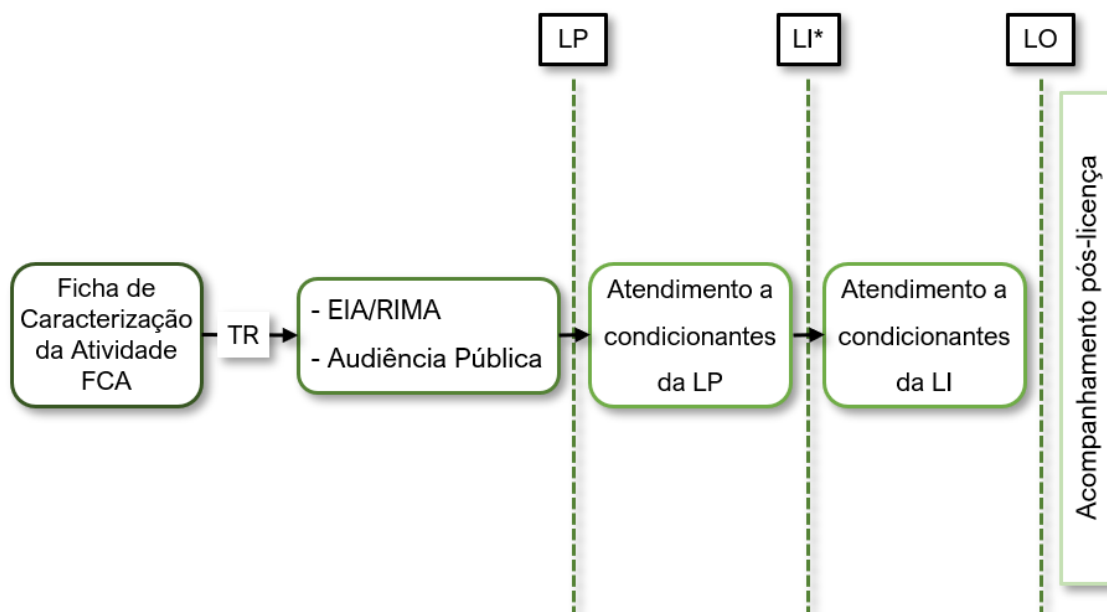 LP
LI*
LO
Ficha de
Caracterização
da Atividade
FCA
TR
- EIA/RIMA
- Audiência Pública
Atendimento a
condicionantes
da LP
Atendimento a
condicionantes
da LI
Acompanhamento pós-licença